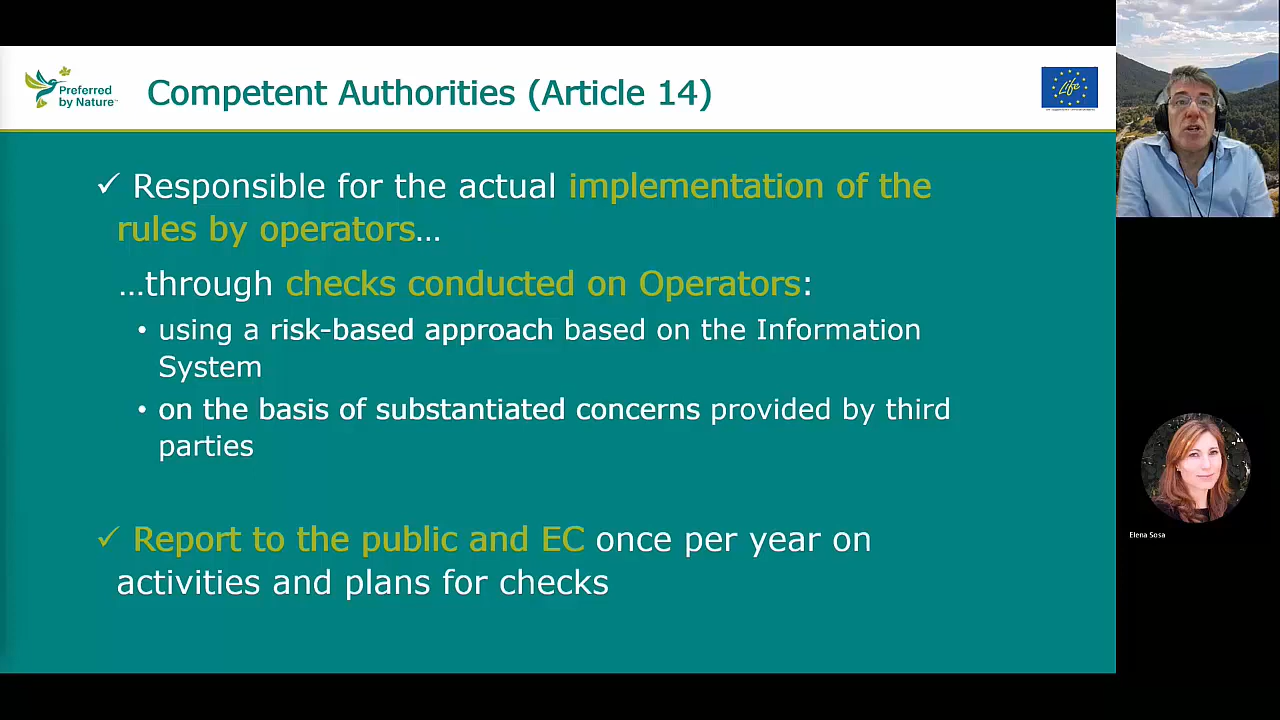 Preferred
by Nature™
Competent Authorities (Article 14)
Life
✓ Responsible for the actual implementation of the
rules by operators…
…through checks conducted on Operators:
• using a risk-based approach based on the Information
System
• on the basis of substantiated concerns provided by third
parties
✓ Report to the public and EC once per year on
activities and plans for checks
Elena Sosa